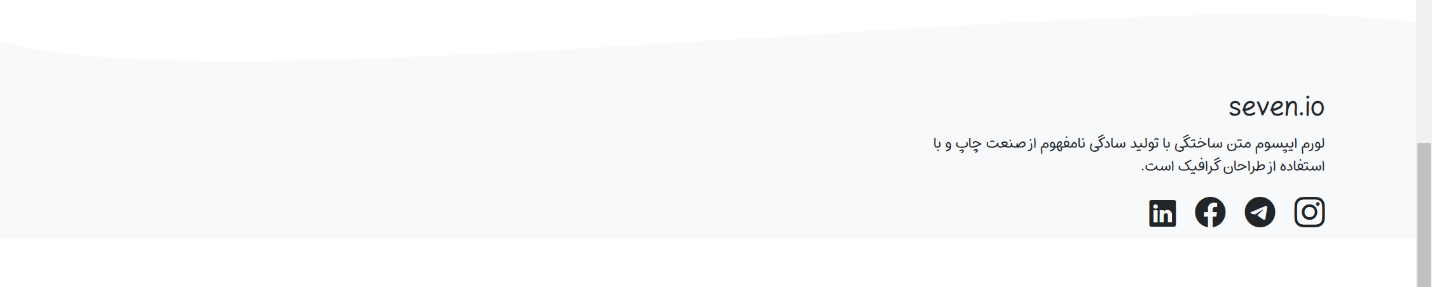 seven.io
لورم ایپسوم متن ساختگی با تولید سادگی نامفهوم از صنعت چاپ و با
استفاده از طراحان گرافیک است.